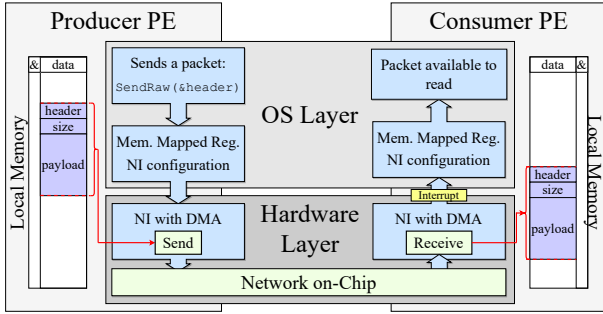 Producer PE
Consumer PE
& data
header
size
payload
Local Memory
Sends a packet:
SendRaw(&header)
Mem. Mapped Reg.
NI configuration
OS Layer
Packet available to
read
Mem. Mapped Reg.
NI configuration
Interrupt
NI with DMA
Send
Hardware
Layer
NI with DMA
Receive
Network on-Chip
& data
header
size
payload
Local Memory